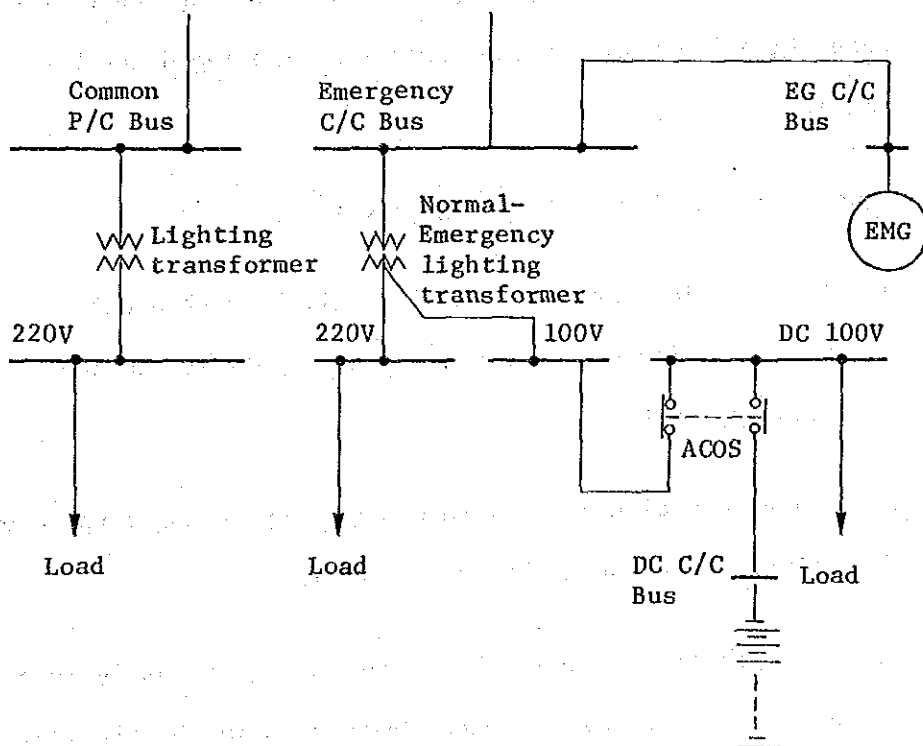 Common
P/C Bus
Emergency
C/C Bus
EG C/C
Bus
EMG
Lighting
transformer
Normal-
Emergency
lighting
transformer
220V
220V
100V
DC 100V
ACOS
Load
Load
DC C/C
Bus
Load